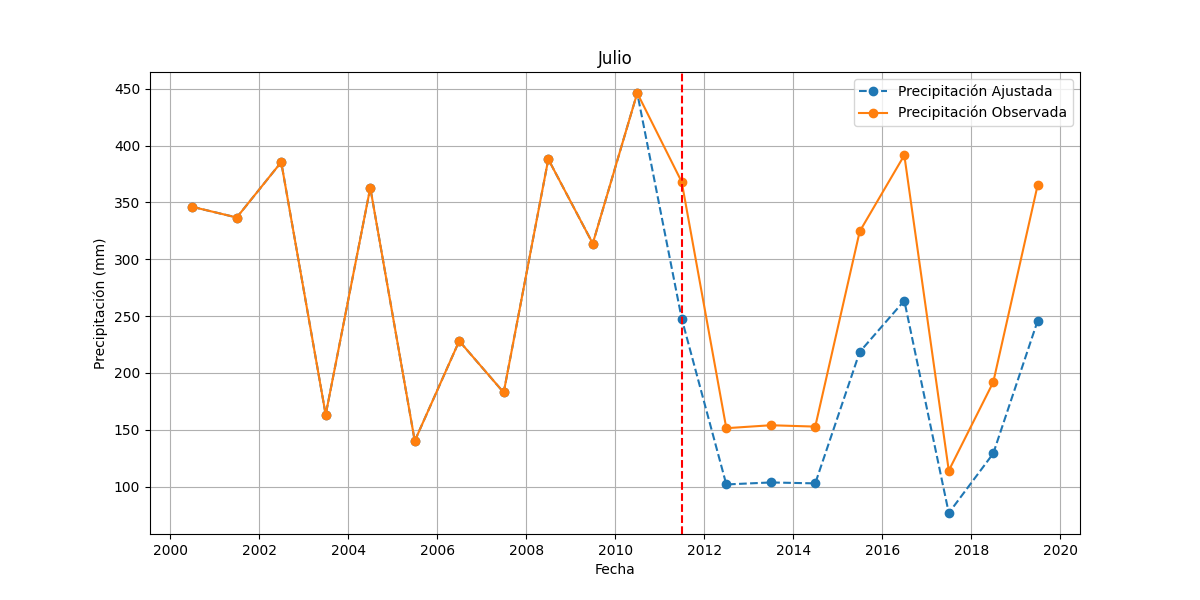 Julio
Precipitación Ajustada
Precipitación Observada
Precipitación (mm)
450
400
350
300
250
200
150
100
2000 2002 2004 2006 2008 2010 2012 2014 2016 2018 2020
Fecha